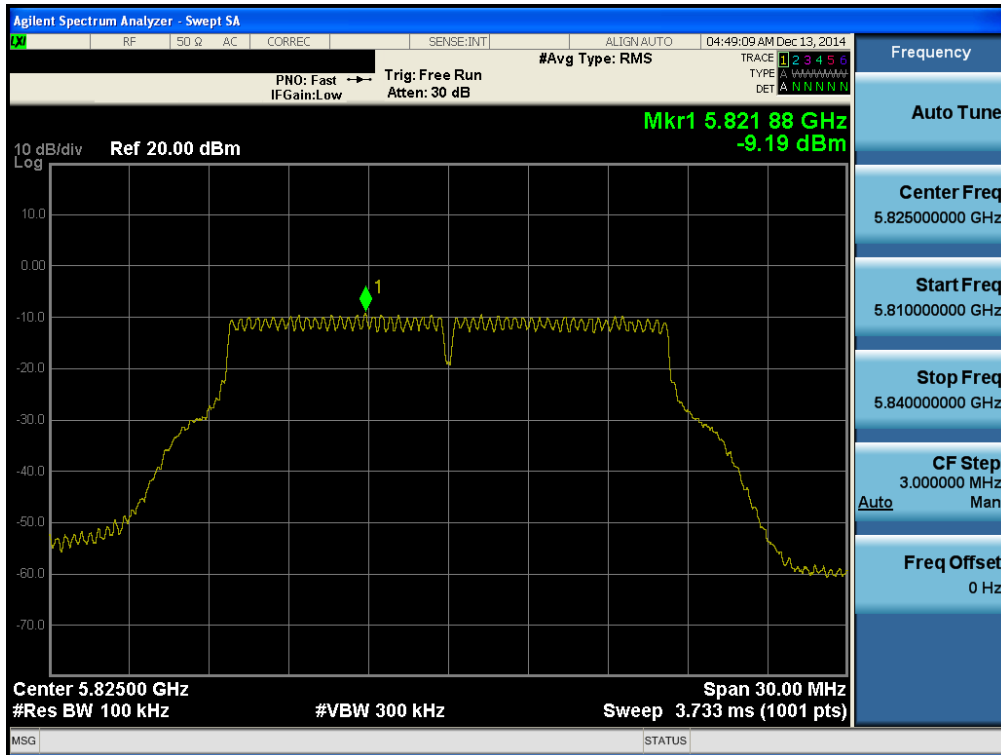 Agilent Spectrum Analyzer - Swept SA
LXI RF 50 Ω AC CORREC SENSE:INT ALIGN AUTO 04:49:09 AM Dec 13, 2014
#Avg Type: RMS
TRACE 1 2 3 4 5 6
TYPE A WWWWW
DET A N N N N N
PNO: Fast
IFGain:Low
Trig: Free Run
Atten: 30 dB
Mkr1 5.821 88 GHz
-9.19 dBm
10 dB/div Ref 20.00 dBm
Log
10.0
0.00
-10.0
-20.0
-30.0
-40.0
-50.0
-60.0
-70.0
1
Center 5.82500 GHz
Span 30.00 MHz
#Res BW 100 kHz
#VBW 300 kHz
Sweep 3.733 ms (1001 pts)
MSG
STATUS
Frequency
Auto Tune
Center Freq
5.825000000 GHz
Start Freq
5.810000000 GHz
Stop Freq
5.840000000 GHz
CF Step
3.000000 MHz
Auto Man
Freq Offset
0 Hz